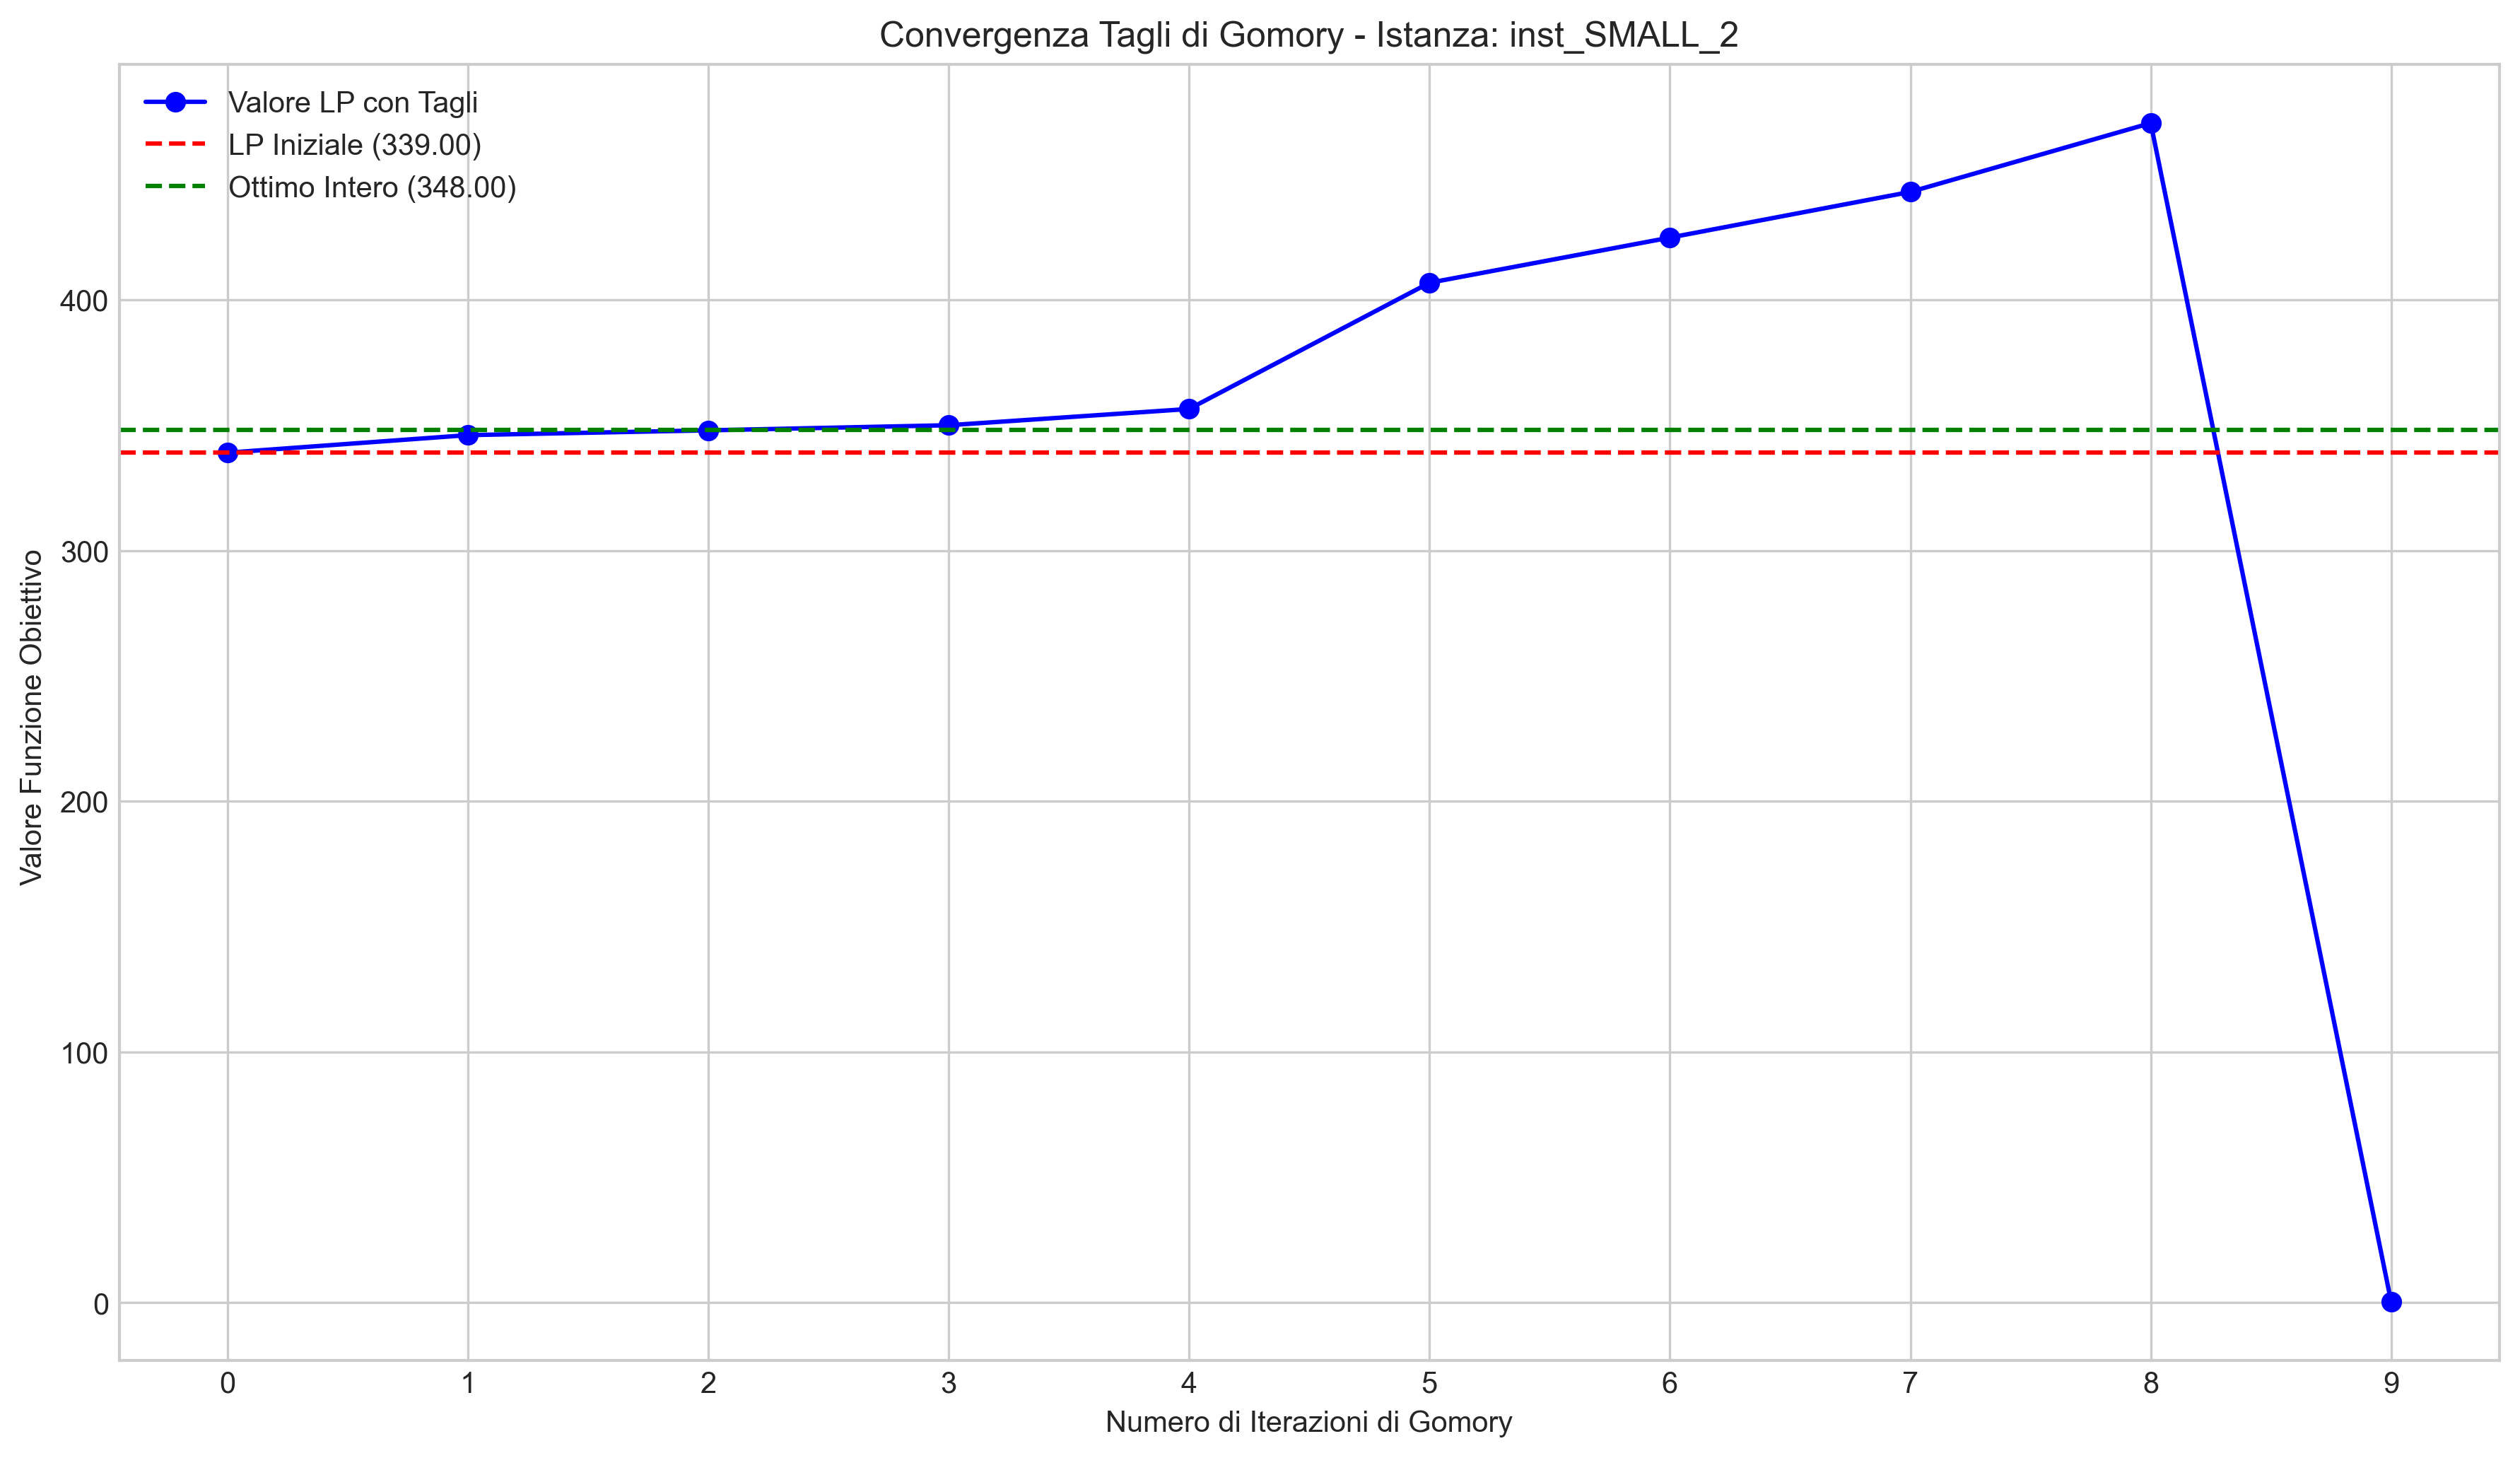 Convergenza Tagli di Gomory - Istanza: inst_SMALL_2
Valore LP con Tagli
LP Iniziale (339.00)
Ottimo Intero (348.00)
Valore Funzione Obiettivo
400
300
200
100
0
0 1 2 3 4 5 6 7 8 9
Numero di Iterazioni di Gomory